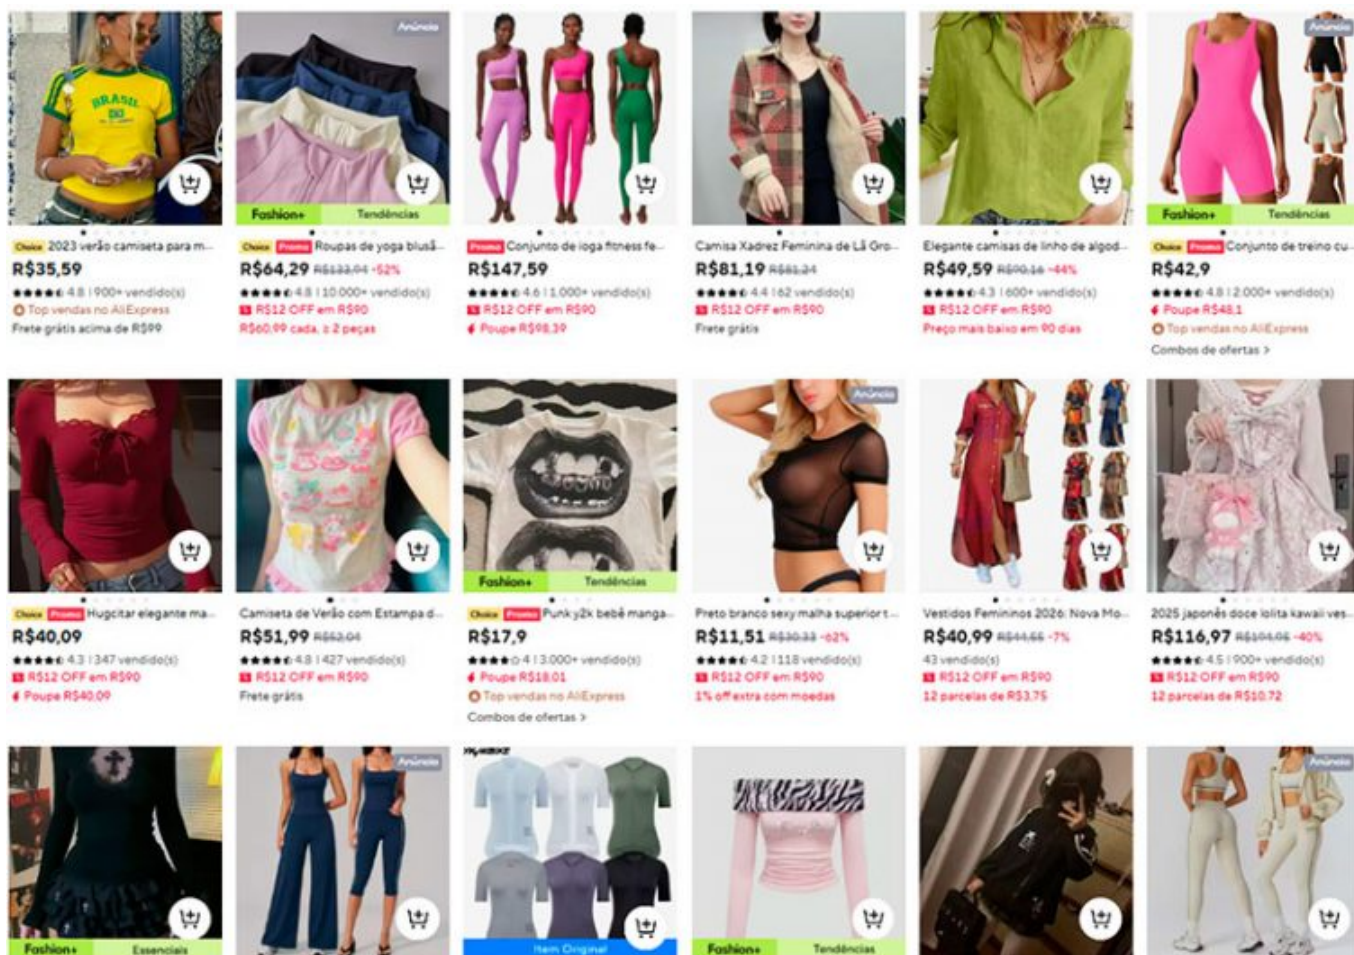 BRASIL
Anúncio
Anúncio
Fashion+ Tendências
Fashion+ Tendências
Choice 2023 verão camiseta para m...
R$35,59
4.8 | 900+ vendido(s)
Top vendas no AliExpress
Frete grátis acima de R$99
Choice Promo Roupas de yoga blusã...
R$64,29 R$133,94 -52%
4.8 | 10.000+ vendido(s)
R$12 OFF em R$90
R$60,99 cada, ≥ 2 peças
Promo Conjunto de ioga fitness fe...
R$147,59
4.6 | 1.000+ vendido(s)
R$12 OFF em R$90
Poupe R$98,39
Camisa Xadrez Feminina de Lã Gro...
R$81,19 R$81,24
4.4 | 62 vendido(s)
R$12 OFF em R$90
Frete grátis
Elegante camisas de linho de algod...
R$49,59 R$90,16 -44%
4.3 | 600+ vendido(s)
R$12 OFF em R$90
Preço mais baixo em 90 dias
Choice Promo Conjunto de treino cu...
R$42,9
4.8 | 2.000+ vendido(s)
Poupe R$48,1
Top vendas no AliExpress
Combos de ofertas >
Anúncio
Fashion+ Tendências
Choice Promo Hugcitar elegante ma...
R$40,09
4.3 | 347 vendido(s)
R$12 OFF em R$90
Poupe R$40,09
Camiseta de Verão com Estampa d...
R$51,99 R$52,04
4.8 | 427 vendido(s)
R$12 OFF em R$90
Frete grátis
Choice Promo Punky2k bebê manga...
R$17,9
4 | 3.000+ vendido(s)
Poupe R$18,01
Top vendas no AliExpress
Combos de ofertas >
Preto branco sexy malha superior t...
R$11,51 R$30,33 -62%
4.2 | 118 vendido(s)
R$12 OFF em R$90
1% off extra com moedas
Vestidos Femininos 2026: Nova Mo...
R$40,99 R$44,55 -7%
43 vendido(s)
R$12 OFF em R$90
12 parcelas de R$3,75
2025 japonês doce lolita kawaii ves...
R$116,97 R$194,95 -40%
4.5 | 900+ vendido(s)
R$12 OFF em R$90
12 parcelas de R$10,72
Anúncio
Anúncio
Fashion+ Essenciais
Item Original
Fashion+ Tendências